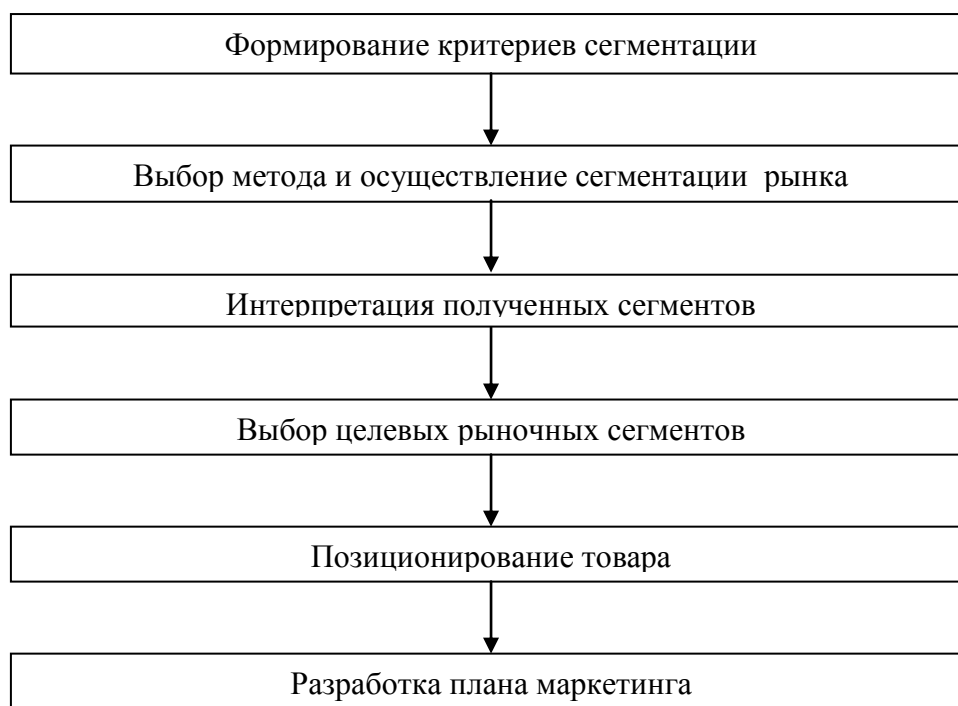 Формирование критериев сегментации
Выбор метода и осуществление сегментации рынка
Интерпретация полученных сегментов
Выбор целевых рыночных сегментов
Позиционирование товара
Разработка плана маркетинга